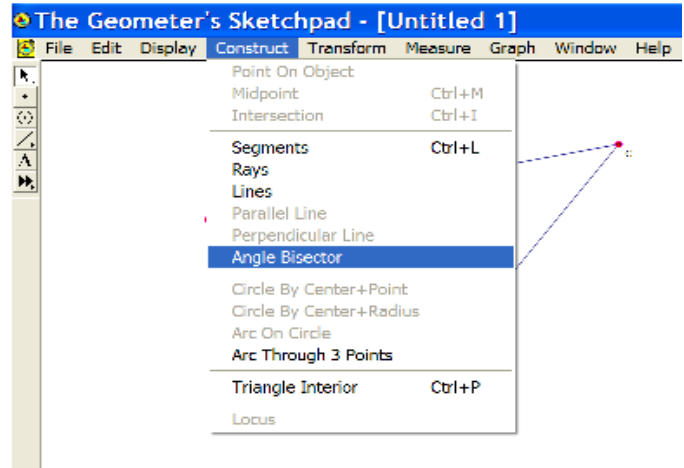 The Geometer's Sketchpad - [Untitled 1]
File Edit Display Construct Transform Measure Graph Window Help
Point On Object
Midpoint Ctrl+M
Intersection Ctrl+I
Segments Ctrl+L
Rays
Lines
Parallel Line
Perpendicular Line
Angle Bisector
Circle By Center+Point
Circle By Center+Radius
Arc On Circle
Arc Through 3 Points
Triangle Interior Ctrl+P
Locus
A